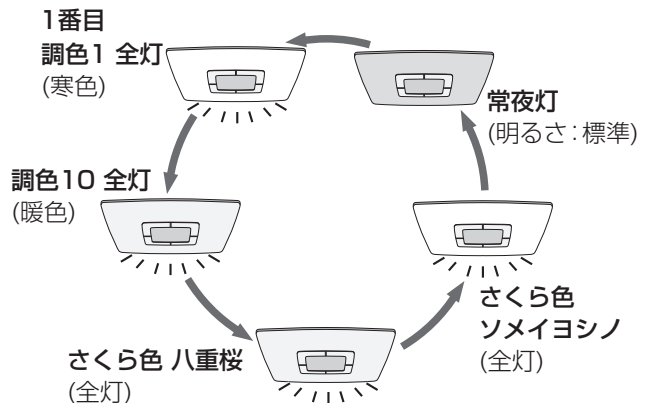 1番目
調色1 全灯
(寒色)
常夜灯
(明るさ:標準)
調色10 全灯
(暖色)
さくら色
ソメイヨシノ
(全灯)
さくら色 八重桜
(全灯)